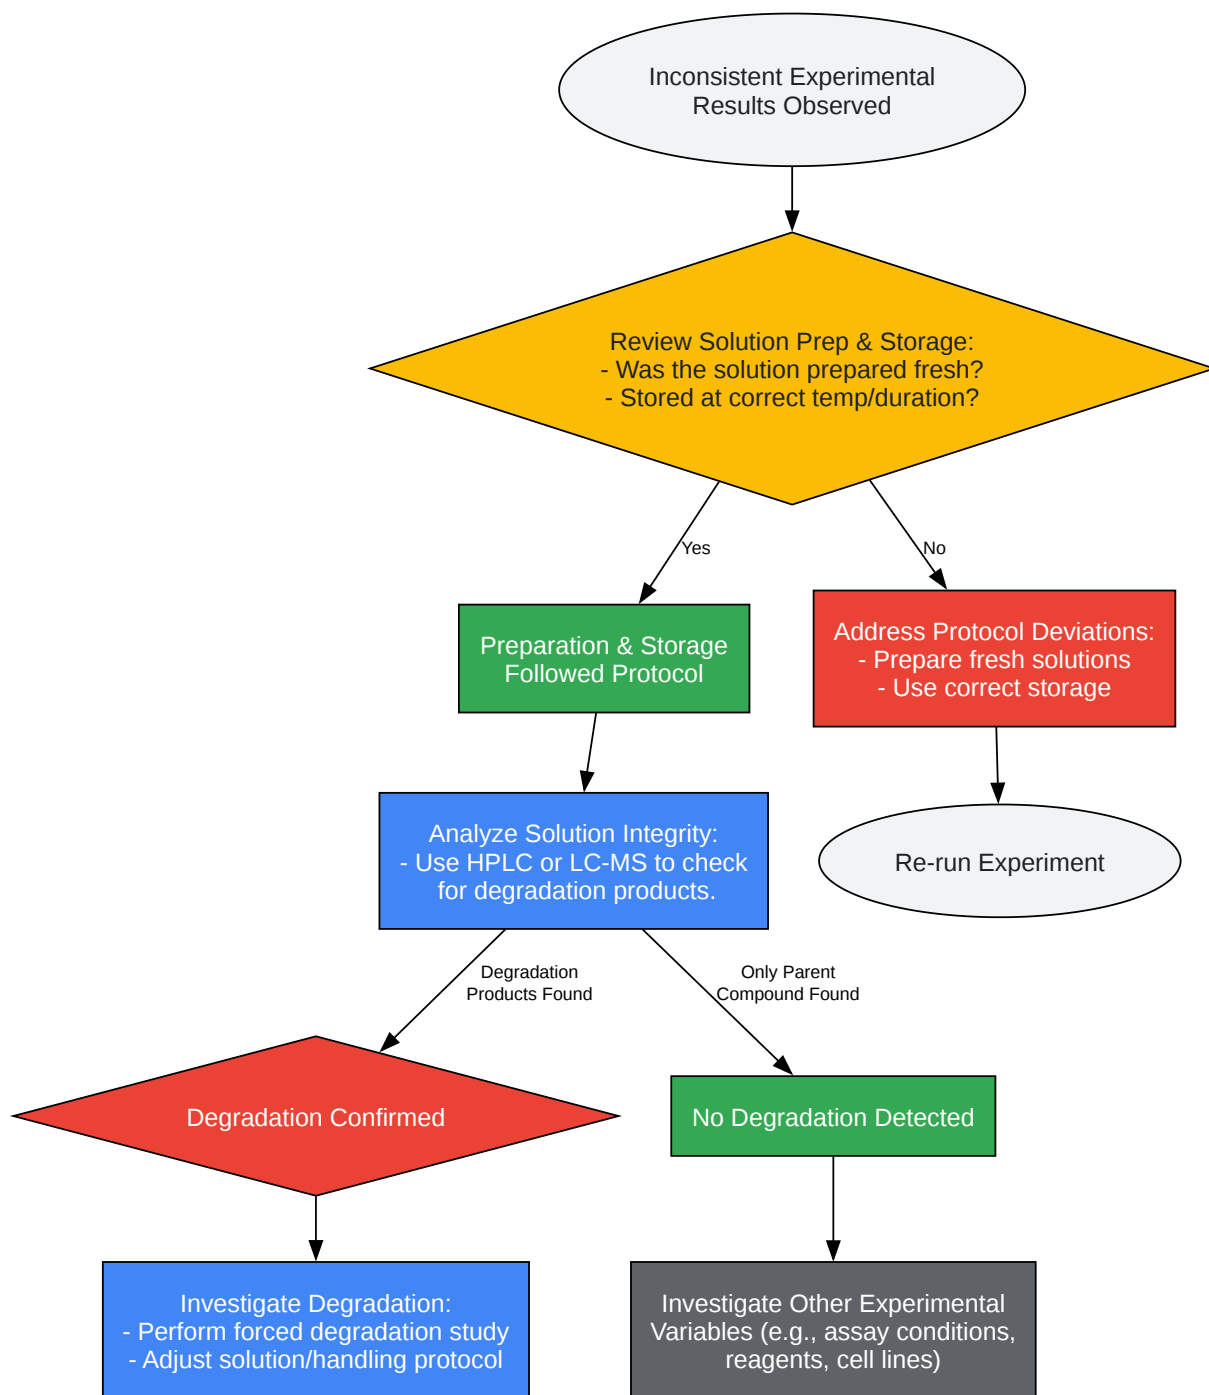 Inconsistent Experimental
Results Observed
Review Solution Prep & Storage:
- Was the solution prepared fresh?
- Stored at correct temp/duration?
Yes
No
Preparation & Storage
Followed Protocol
Address Protocol Deviations:
- Prepare fresh solutions
- Use correct storage
Analyze Solution Integrity:
- Use HPLC or LC-MS to check
for degradation products.
Re-run Experiment
Degradation
Products Found
Only Parent
Compound Found
Degradation Confirmed
No Degradation Detected
Investigate Degradation:
- Perform forced degradation study
- Adjust solution/handling protocol
Investigate Other Experimental
Variables (e.g., assay conditions,
reagents, cell lines)